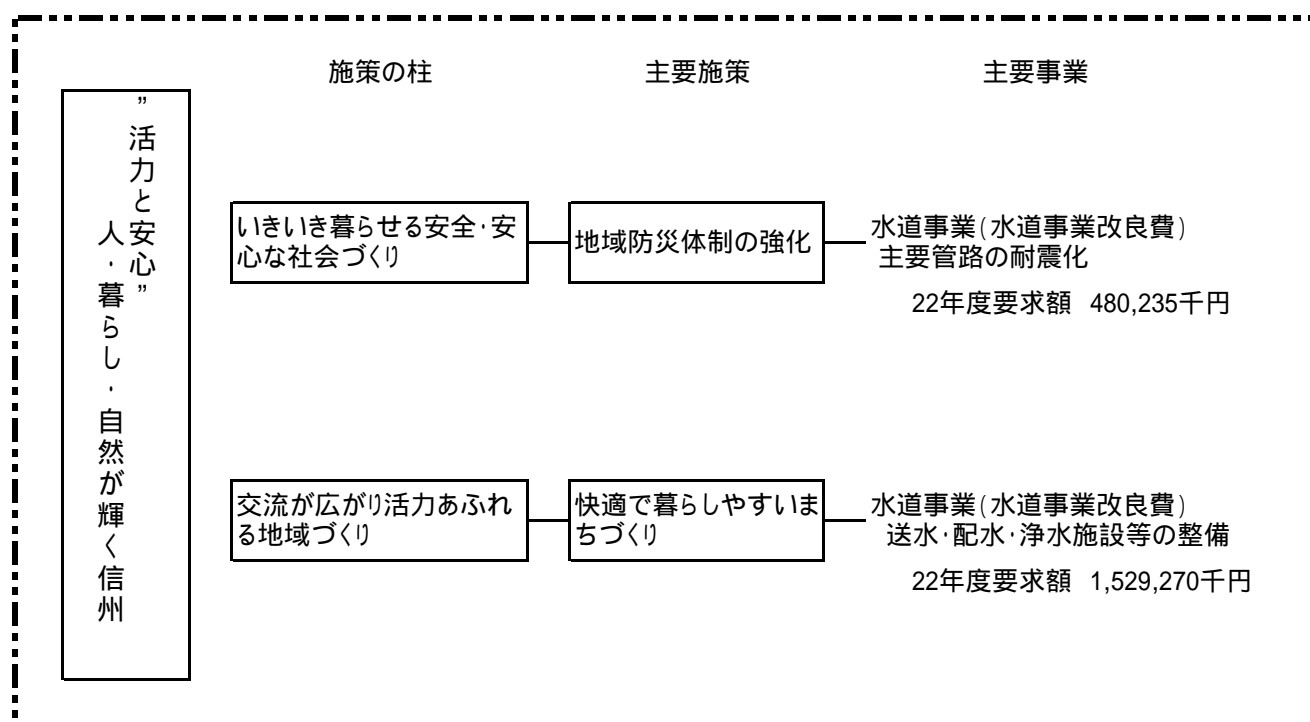 施策の柱 主要施策 主要事業
”活力と安心”
人・暮らし・自然が輝く信州
いきいき暮らせる安全・安
心な社会づくり
地域防災体制の強化
水道事業(水道事業改良費)
主要管路の耐震化
22年度要求額 480,235千円
交流が広がり活力あふれ
る地域づくり
快適で暮らしやすいま
ちづくり
水道事業(水道事業改良費)
送水・配水・浄水施設等の整備
22年度要求額 1,529,270千円